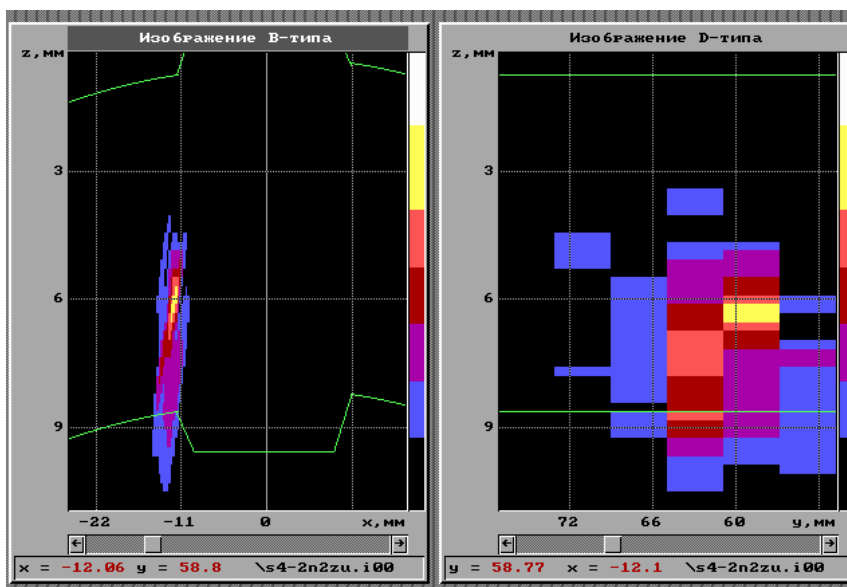 Изображение B-типа
z,мм
3
6
9
-22 -11 0 x,мм
x = -12.06 y = 58.8 \s4-2n2zu.i00
Изображение D-типа
z,мм
3
6
9
72 66 60 y,мм
y = 58.77 x = -12.1 \s4-2n2zu.i00